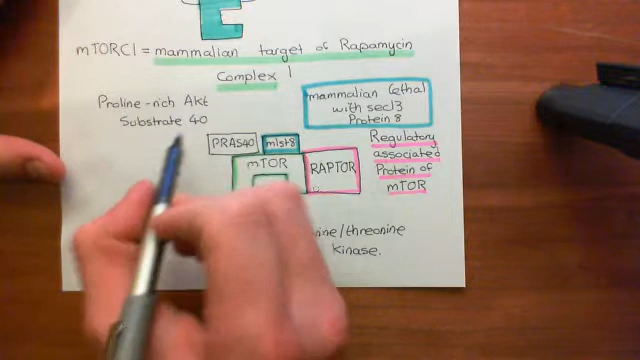 mTORC1 = mammalian target of Rapamycin
Complex 1
Proline-rich Akt
Substrate 40
mammalian lethal
with sec13
Protein 8
PRAS40
mlst8
mTOR
RAPTOR
Regulatory
associated
Protein of
mTOR
kinase.